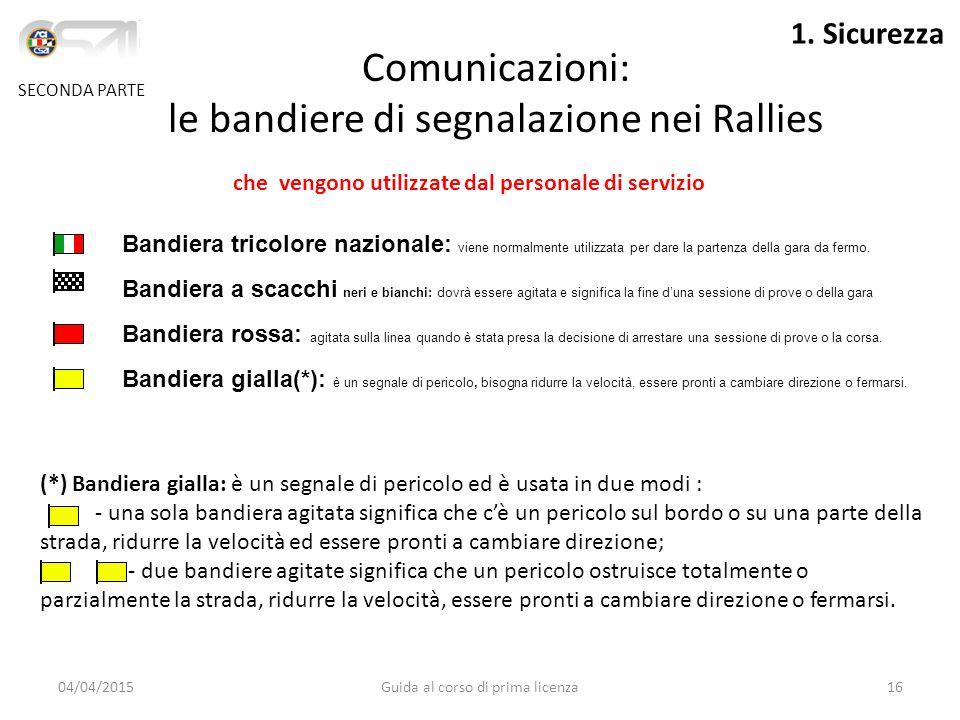 1. Sicurezza
CSAI
SECONDA PARTE
Comunicazioni:
le bandiere di segnalazione nei Rallies
che vengono utilizzate dal personale di servizio
Bandiera tricolore nazionale: viene normalmente utilizzata per dare la partenza della gara da fermo.
Bandiera a scacchi neri e bianchi: dovrà essere agitata e significa la fine d'una sessione di prove o della gara
Bandiera rossa: agitata sulla linea quando è stata presa la decisione di arrestare una sessione di prove o la corsa.
Bandiera gialla(*): è un segnale di pericolo, bisogna ridurre la velocità, essere pronti a cambiare direzione o fermarsi.
(*) Bandiera gialla: è un segnale di pericolo ed è usata in due modi :
- una sola bandiera agitata significa che c'è un pericolo sul bordo o su una parte della
strada, ridurre la velocità ed essere pronti a cambiare direzione;
- due bandiere agitate significa che un pericolo ostruisce totalmente o
parzialmente la strada, ridurre la velocità, essere pronti a cambiare direzione o fermarsi.
04/04/2015
Guida al corso di prima licenza
16